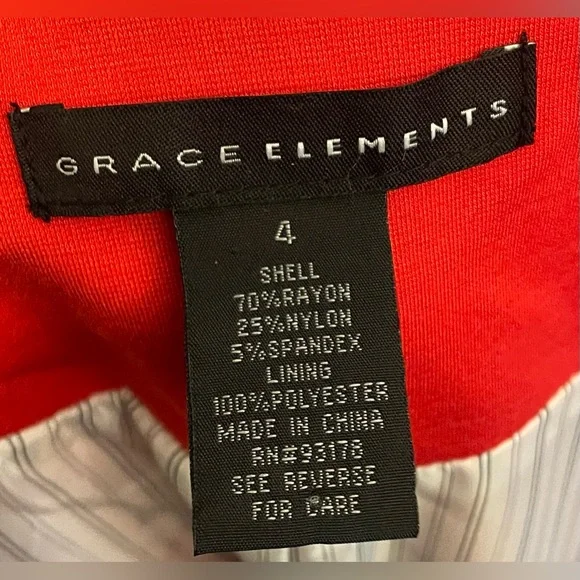 GRACE ELEMENTS
4
SHELL
70%RAYON
25%NYLON
5%SPANDEX
LINING
100%POLYESTER
MADE IN CHINA
RN#93178
SEE REVERSE
FOR CARE